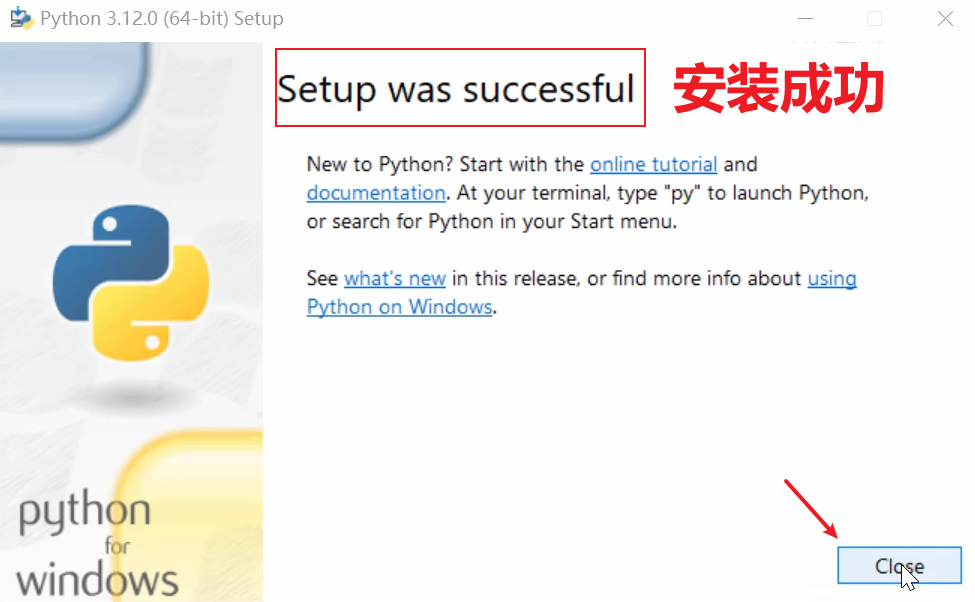 Python 3.12.0 (64-bit) Setup
Setup was successful
安装成功
New to Python? Start with the online tutorial and
documentation. At your terminal, type "py" to launch Python,
or search for Python in your Start menu.
See what's new in this release, or find more info about using
Python on Windows.
python
for
windows
Close